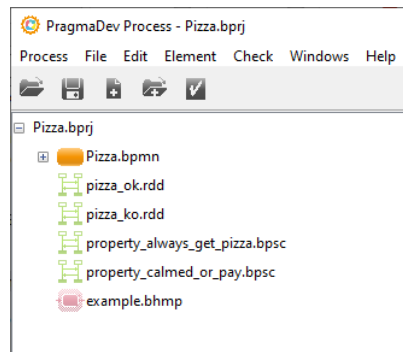 PragmaDev Process - Pizza.bprj
Process File Edit Element Check Windows Help
Pizza.bprj
Pizza.bpmn
pizza_ok.rdd
pizza_ko.rdd
property_always_get_pizza.bpsc
property_calmed_or_pay.bpsc
example.bhmp